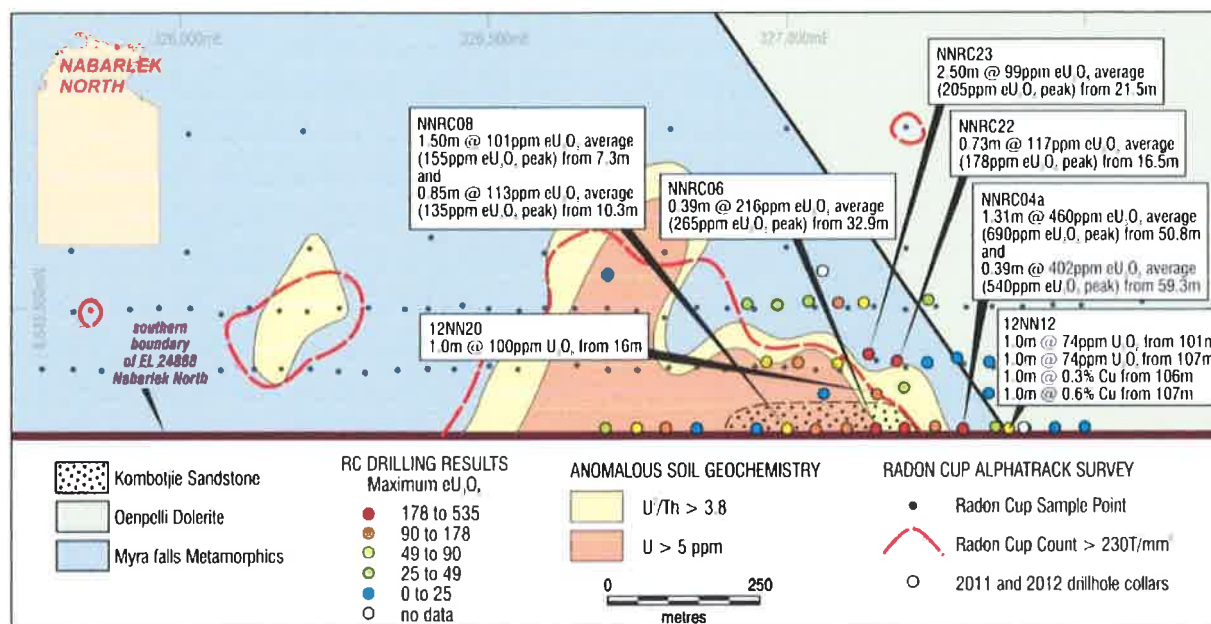 326,000mE
326,500mE
327,000mE
NABARLEK
NORTH
NNRC23
2.50m @ 99ppm eU₃O₈ average
(205ppm eU₃O₈ peak) from 21.5m
NNRC08
1.50m @ 101ppm eU₃O₈ average
(155ppm eU₃O₈ peak) from 7.3m
and
0.85m @ 113ppm eU₃O₈ average
(135ppm eU₃O₈ peak) from 10.3m
NNRC22
0.73m @ 117ppm eU₃O₈ average
(178ppm eU₃O₈ peak) from 16.5m
NNRC06
0.39m @ 216ppm eU₃O₈ average
(265ppm eU₃O₈ peak) from 32.9m
NNRC04a
1.31m @ 460ppm eU₃O₈ average
(690ppm eU₃O₈ peak) from 50.8m
and
0.39m @ 402ppm eU₃O₈ average
(540ppm eU₃O₈ peak) from 59.3m
southern
boundary
of EL 24868
Nabarlek North
12NN20
1.0m @ 100ppm U₃O₈ from 16m
12NN12
1.0m @ 74ppm U₃O₈ from 101m
1.0m @ 74ppm U₃O₈ from 107m
1.0m @ 0.3% Cu from 106m
1.0m @ 0.6% Cu from 107m
Kombotjie Sandstone
Oenpelli Dolerite
Myra falls Metamorphics
RC DRILLING RESULTS
Maximum eU₃O₈
178 to 535
90 to 178
49 to 90
25 to 49
0 to 25
no data
ANOMALOUS SOIL GEOCHEMISTRY
U²/Th > 3.8
U > 5 ppm
0 250
metres
RADON CUP ALPHATRACK SURVEY
Radon Cup Sample Point
Radon Cup Count > 230T/mm²
2011 and 2012 drillhole collars